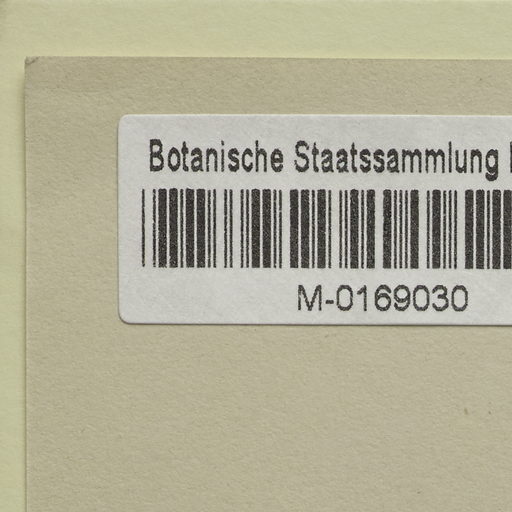 Botanische Staatssammlung
M-0169030